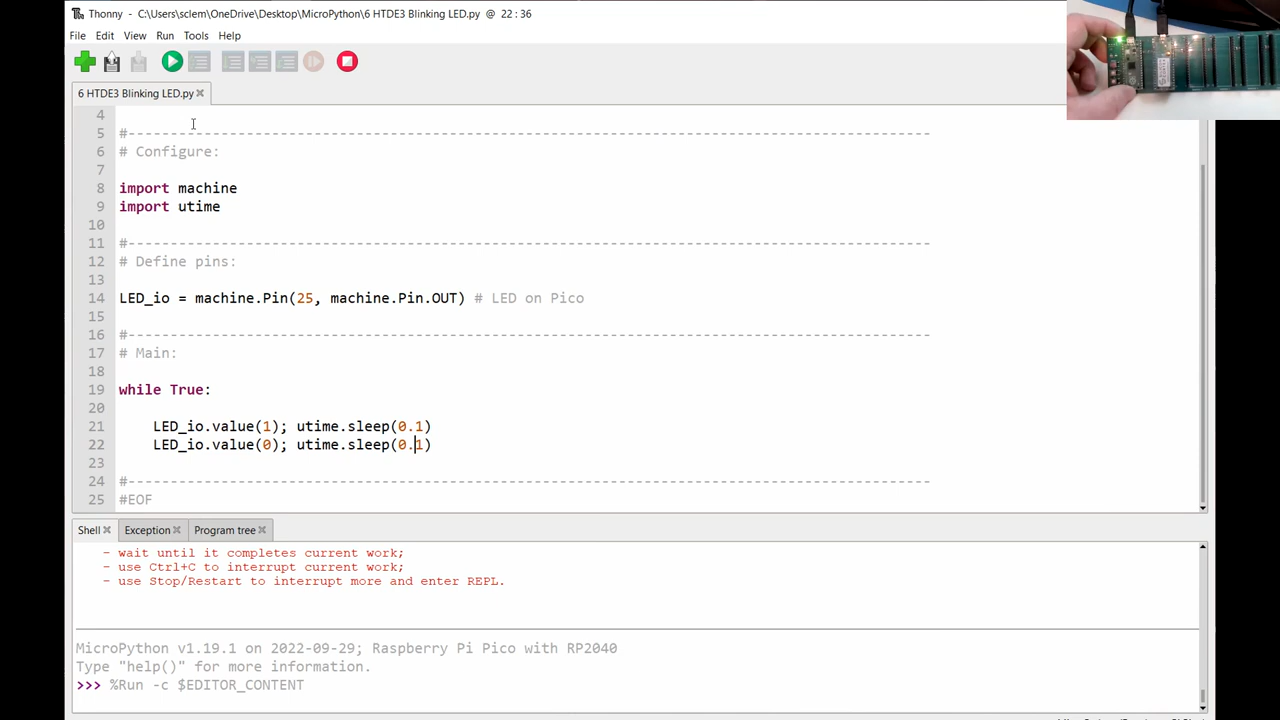 Thonny - C:\Users\sclem\OneDrive\Desktop\MicroPython\6 HTDE3 Blinking LED.py @ 22 : 36
File Edit View Run Tools Help
6 HTDE3 Blinking LED.py
4
5 #-----------------------------------------------------------------------------------------------
6 # Configure:
7
8 import machine
9 import utime
10
11 #-----------------------------------------------------------------------------------------------
12 # Define pins:
13
14 LED_io = machine.Pin(25, machine.Pin.OUT) # LED on Pico
15
16 #-----------------------------------------------------------------------------------------------
17 # Main:
18
19 while True:
20
21 LED_io.value(1); utime.sleep(0.1)
22 LED_io.value(0); utime.sleep(0.1)
23
24 #-----------------------------------------------------------------------------------------------
25 #EOF
Shell Exception Program tree
- wait until it completes current work;
- use Ctrl+C to interrupt current work;
- use Stop/Restart to interrupt more and enter REPL.
MicroPython v1.19.1 on 2022-09-29; Raspberry Pi Pico with RP2040
Type "help()" for more information.
>>> %Run -c $EDITOR_CONTENT